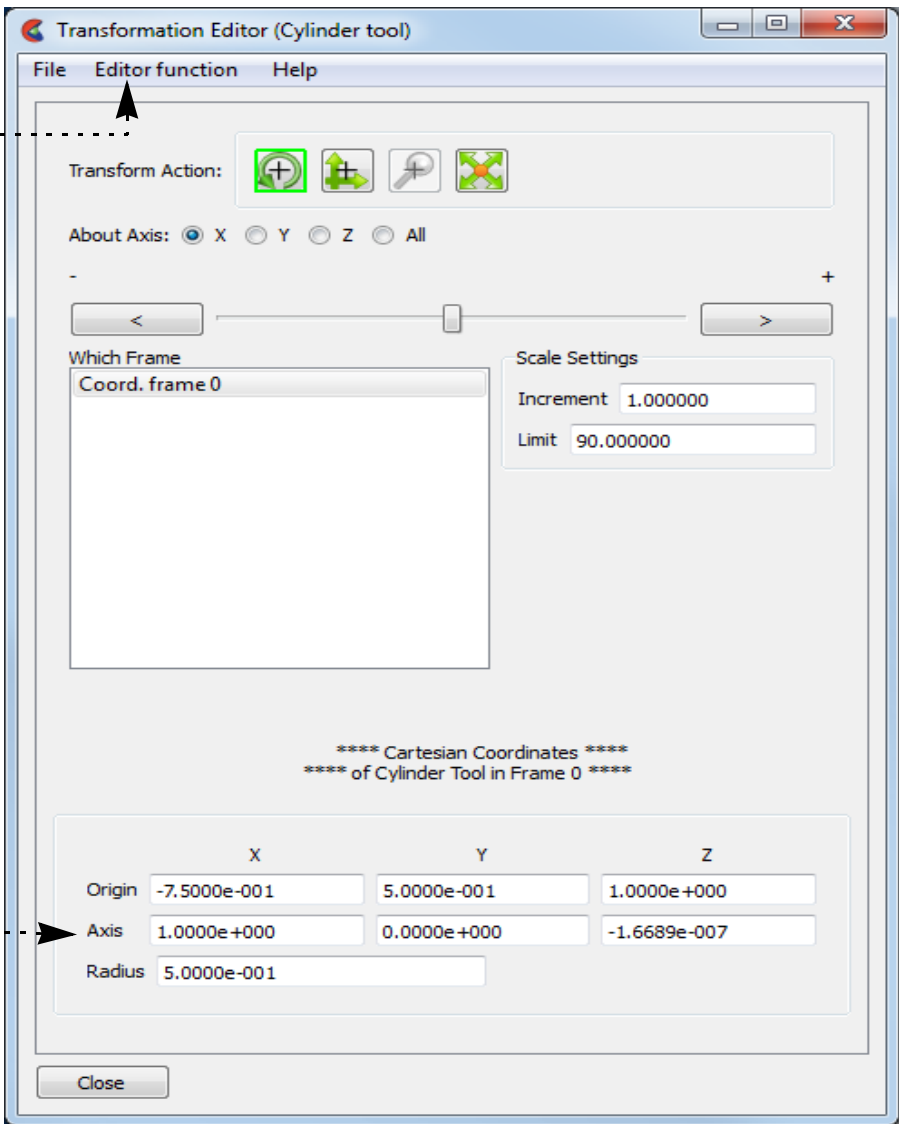 Transformation Editor (Cylinder tool)
File Editor function Help
Transform Action:
About Axis: X Y Z All
- +
< >
Which Frame Scale Settings
Coord. frame 0
Increment 1.000000
Limit 90.000000
**** Cartesian Coordinates ****
**** of Cylinder Tool in Frame 0 ****
X Y Z
Origin -7.5000e-001 5.0000e-001 1.0000e+000
Axis 1.0000e+000 0.0000e+000 -1.6689e-007
Radius 5.0000e-001
Close